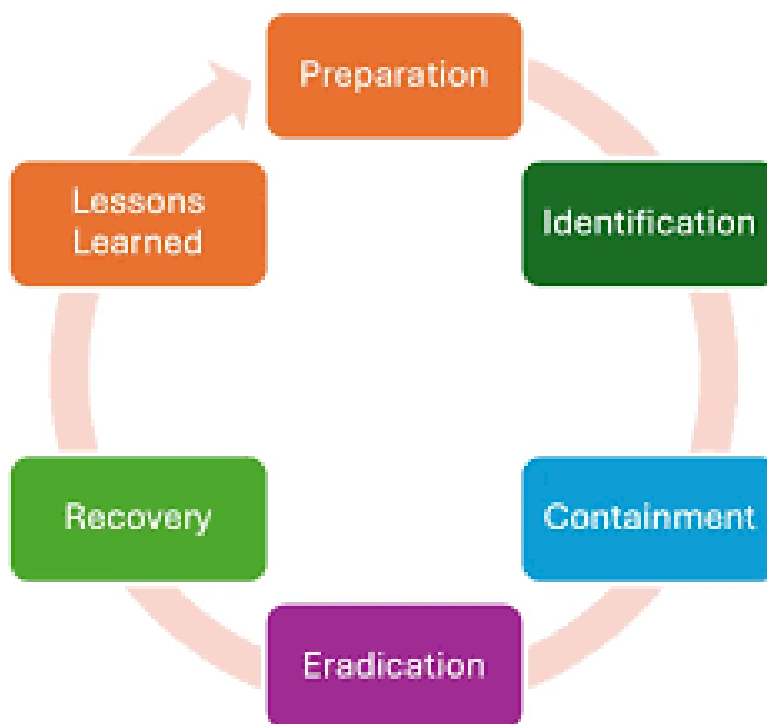 Preparation
Identification
Containment
Eradication
Recovery
Lessons
Learned